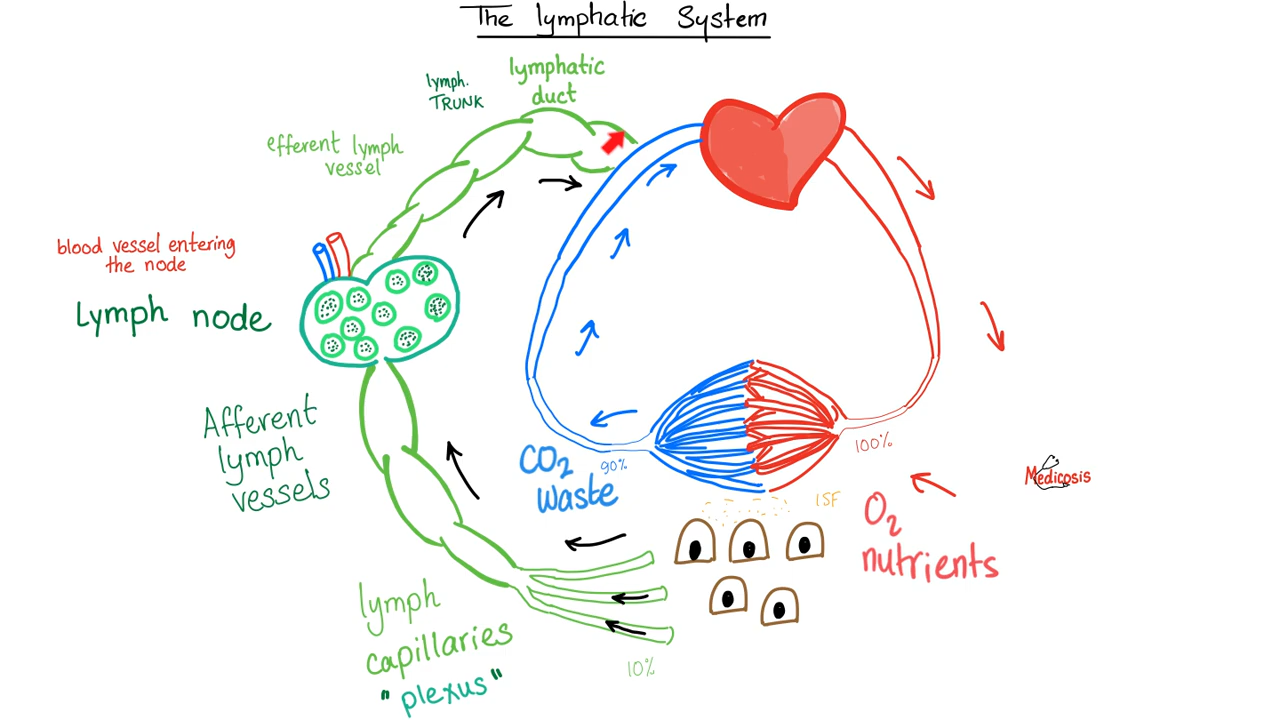 The lymphatic System
lymphatic
duct
lymph.
TRUNK
efferent lymph
vessel
blood vessel entering
the node
Lymph node
Afferent
lymph
vessels
lymph
capillaries
"plexus"
10%
CO2
waste
90%
100%
ISF
O2
nutrients
Medicosis